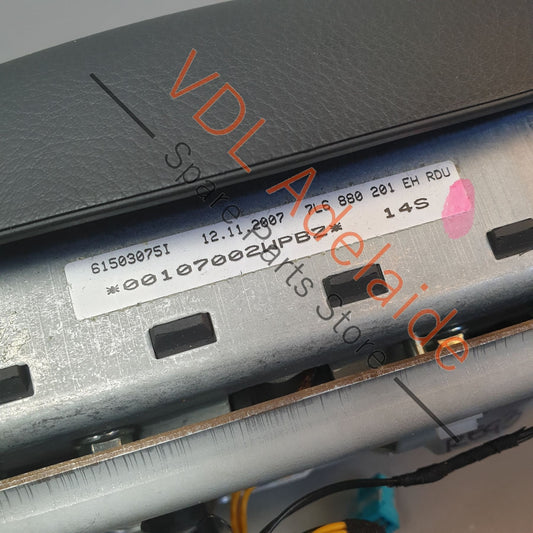 61503075I 12.11.2007 7L6 880 201 EH RDU
*00107002WPBZ* 14S
VDL Adelaide
Spare Parts Store